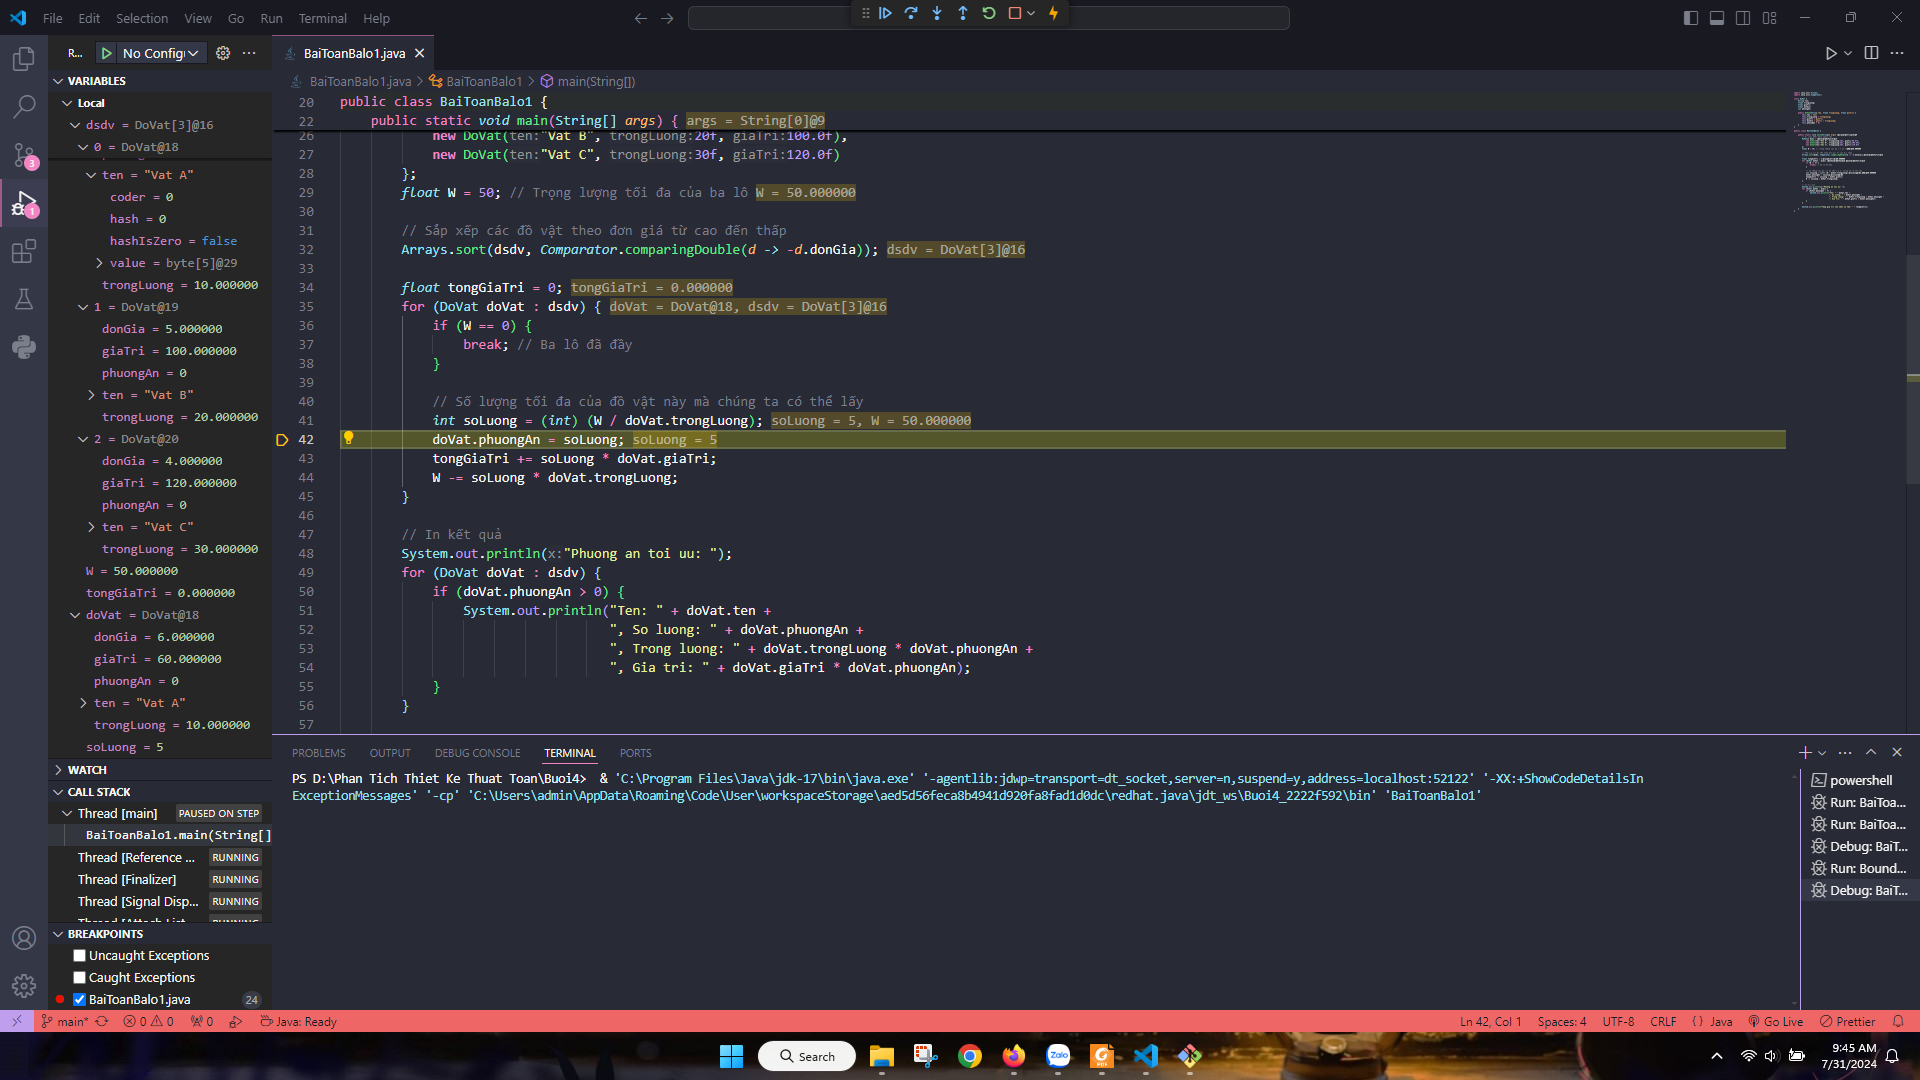 File Edit Selection View Go Run Terminal Help
R... No Config
BaiToanBalo1.java
VARIABLES
Local
dsdv = DoVat[3]@16
0 = DoVat@18
ten = "Vat A"
coder = 0
hash = 0
hashIsZero = false
value = byte[5]@29
trongLuong = 10.000000
1 = DoVat@19
donGia = 5.000000
giaTri = 100.000000
phuongAn = 0
ten = "Vat B"
trongLuong = 20.000000
2 = DoVat@20
donGia = 4.000000
giaTri = 120.000000
phuongAn = 0
ten = "Vat C"
trongLuong = 30.000000
W = 50.000000
tongGiaTri = 0.000000
doVat = DoVat@18
donGia = 6.000000
giaTri = 60.000000
phuongAn = 0
ten = "Vat A"
trongLuong = 10.000000
soLuong = 5
WATCH
CALL STACK
Thread [main] PAUSED ON STEP
BaiToanBalo1.main(String[]
Thread [Reference ... RUNNING
Thread [Finalizer] RUNNING
Thread [Signal Disp... RUNNING
Thread [Attach List RUNNING
BREAKPOINTS
Uncaught Exceptions
Caught Exceptions
BaiToanBalo1.java 24
BaiToanBalo1.java > BaiToanBalo1 > main(String[])
20 public class BaiToanBalo1 {
22 public static void main(String[] args) { args = String[0]@9
26 new DoVat(ten:"Vat B", trongLuong:20f, giaTri:100.0f),
27 new DoVat(ten:"Vat C", trongLuong:30f, giaTri:120.0f)
28 };
29 float W = 50; // Trọng lượng tối đa của ba lô W = 50.000000
30
31 // Sắp xếp các đồ vật theo đơn giá từ cao đến thấp
32 Arrays.sort(dsdv, Comparator.comparingDouble(d -> -d.donGia)); dsdv = DoVat[3]@16
33
34 float tongGiaTri = 0; tongGiaTri = 0.000000
35 for (DoVat doVat : dsdv) { doVat = DoVat@18, dsdv = DoVat[3]@16
36 if (W == 0) {
37 break; // Ba lô đã đầy
38 }
39
40 // Số lượng tối đa của đồ vật này mà chúng ta có thể lấy
41 int soLuong = (int) (W / doVat.trongLuong); soLuong = 5, W = 50.000000
42 doVat.phuongAn = soLuong; soLuong = 5
43 tongGiaTri += soLuong * doVat.giaTri;
44 W -= soLuong * doVat.trongLuong;
45 }
46
47 // In kết quả
48 System.out.println(x:"Phuong an toi uu: ");
49 for (DoVat doVat : dsdv) {
50 if (doVat.phuongAn > 0) {
51 System.out.println("Ten: " + doVat.ten +
52 ", So luong: " + doVat.phuongAn +
53 ", Trong luong: " + doVat.trongLuong * doVat.phuongAn +
54 ", Gia tri: " + doVat.giaTri * doVat.phuongAn);
55 }
56 }
57
PROBLEMS OUTPUT DEBUG CONSOLE TERMINAL PORTS
PS D:\Phan Tich Thiet Ke Thuat Toan\Buoi4> & 'C:\Program Files\Java\jdk-17\bin\java.exe' '-agentlib:jdwp=transport=dt_socket,server=n,suspend=y,address=localhost:52122' '-XX:+ShowCodeDetailsIn
ExceptionMessages' '-cp' 'C:\Users\admin\AppData\Roaming\Code\User\workspaceStorage\aed5d56feca8b4941d920fa8fad1d0dc\redhat.java\jdt_ws\Buoi4_2222f592\bin' 'BaiToanBalo1'
powershell
Run: BaiToa...
Run: BaiToa...
Debug: BaiT...
Run: Bound...
Debug: BaiT...
3
1
main* 0 0 0 Java: Ready
Ln 42, Col 1 Spaces: 4 UTF-8 CRLF {} Java Go Live Prettier
Search
Zalo
PDF
9:45 AM
7/31/2024